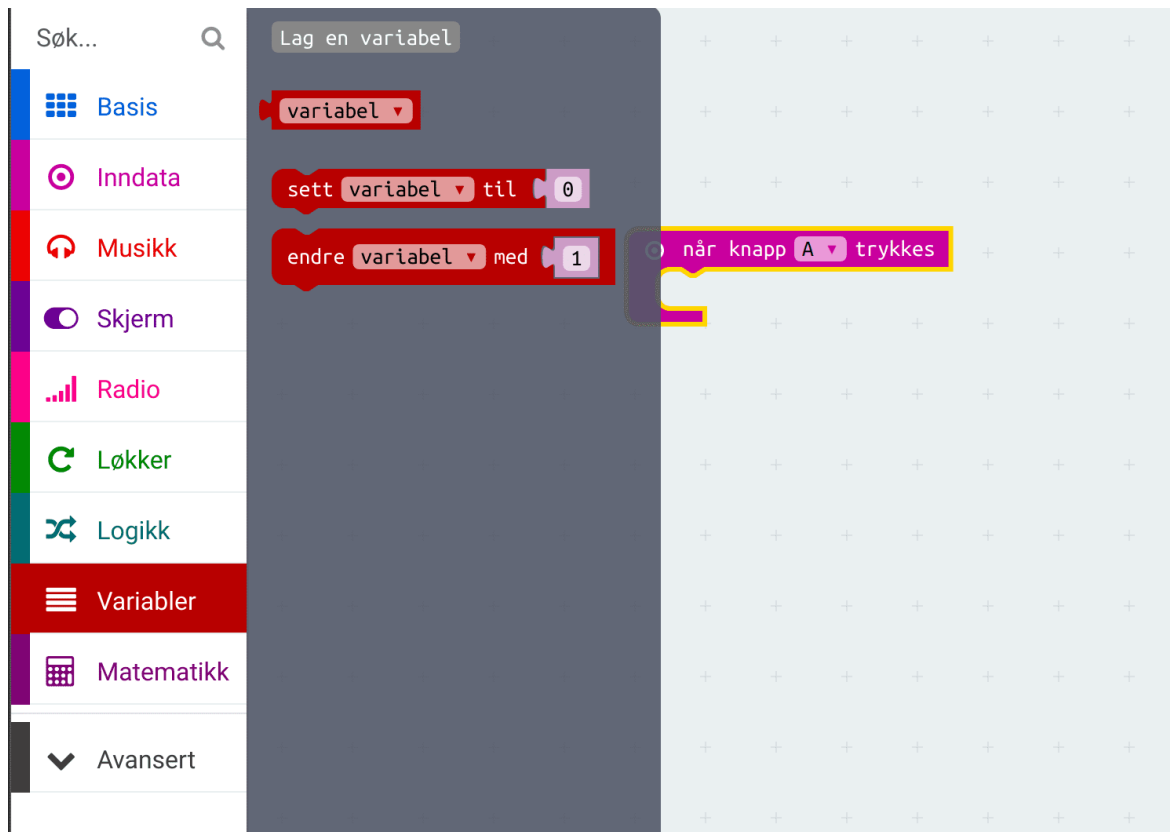 Søk...
Basis
Inndata
Musikk
Skjerm
Radio
Løkker
Logikk
Variabler
Matematikk
Avansert
Lag en variabel
variabel
sett variabel til 0
endre variabel med 1
når knapp A trykkes